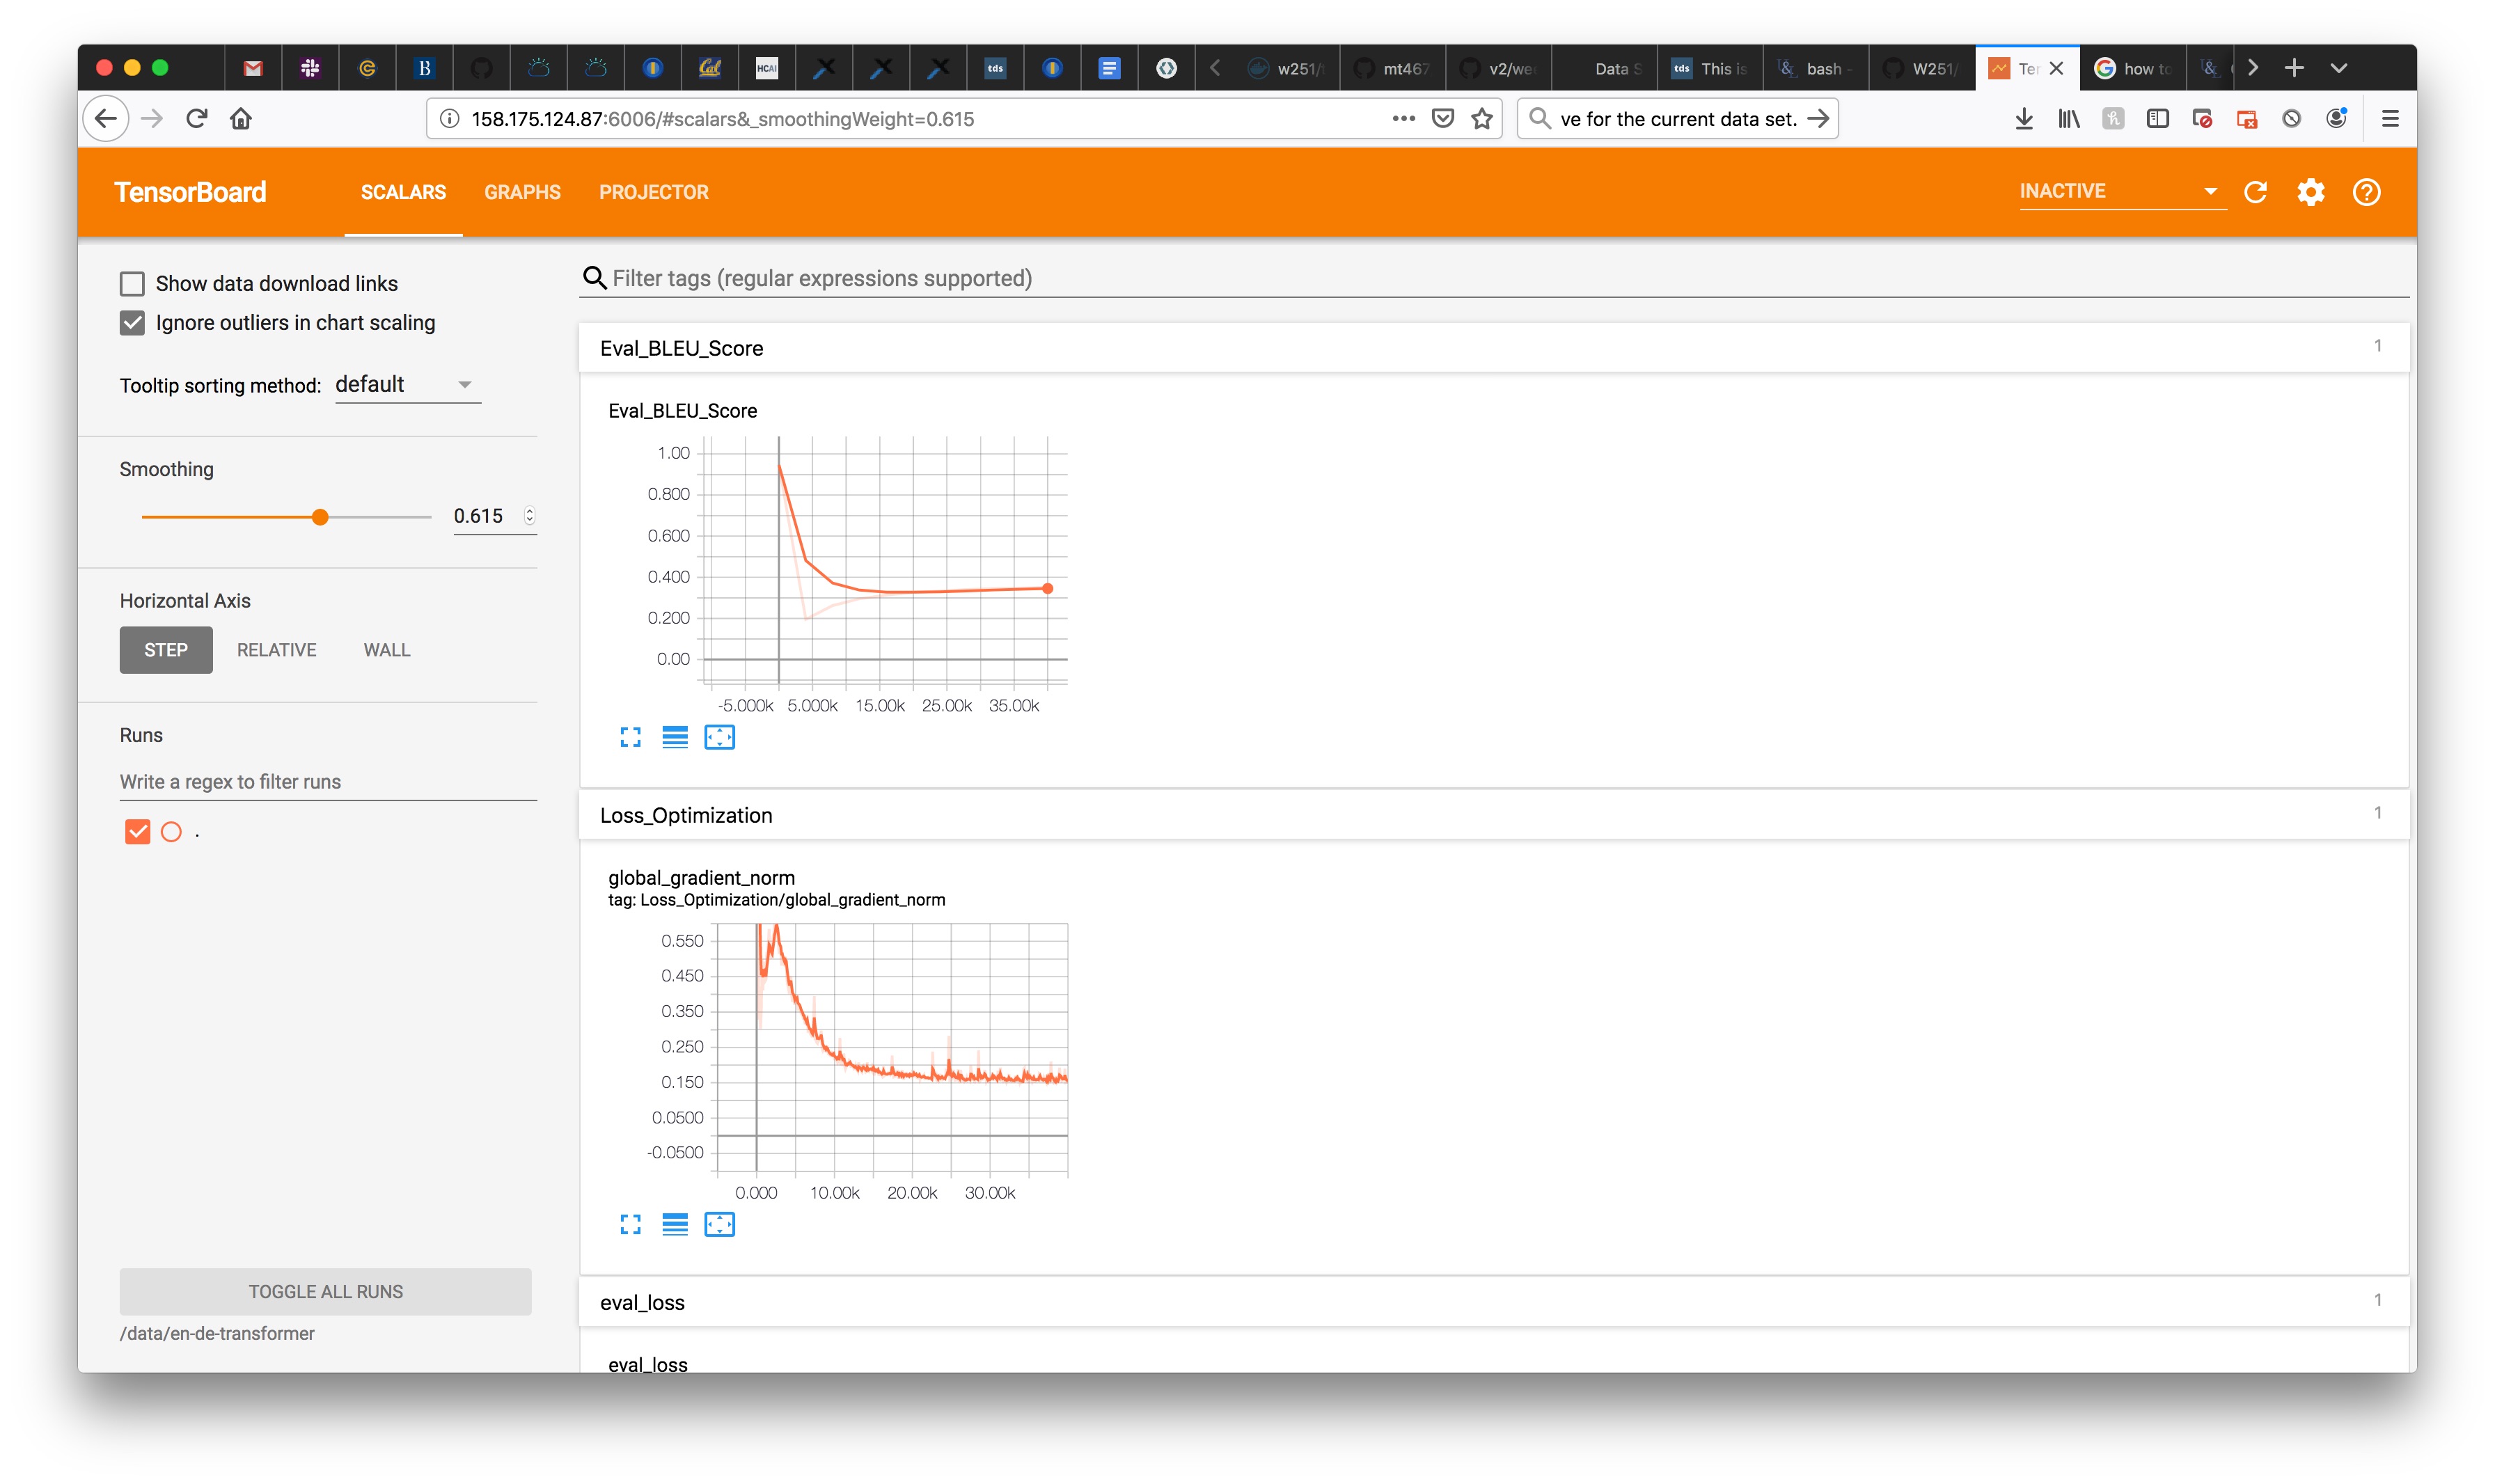 B
Cal
HCAI
tds
w251/
mt467
v2/we
Data S
tds This is
bash -
W251/
Ter
how to
158.175.124.87:6006/#scalars&_smoothingWeight=0.615
ve for the current data set.
TensorBoard
SCALARS
GRAPHS
PROJECTOR
INACTIVE
Show data download links
Ignore outliers in chart scaling
Tooltip sorting method: default
Smoothing
0.615
Horizontal Axis
STEP RELATIVE WALL
Runs
Write a regex to filter runs
.
TOGGLE ALL RUNS
/data/en-de-transformer
Filter tags (regular expressions supported)
Eval_BLEU_Score 1
Eval_BLEU_Score
1.00
0.800
0.600
0.400
0.200
0.00
-5.000k 5.000k 15.00k 25.00k 35.00k
Loss_Optimization 1
global_gradient_norm
tag: Loss_Optimization/global_gradient_norm
0.550
0.450
0.350
0.250
0.150
0.0500
-0.0500
0.000 10.00k 20.00k 30.00k
eval_loss 1
eval_loss